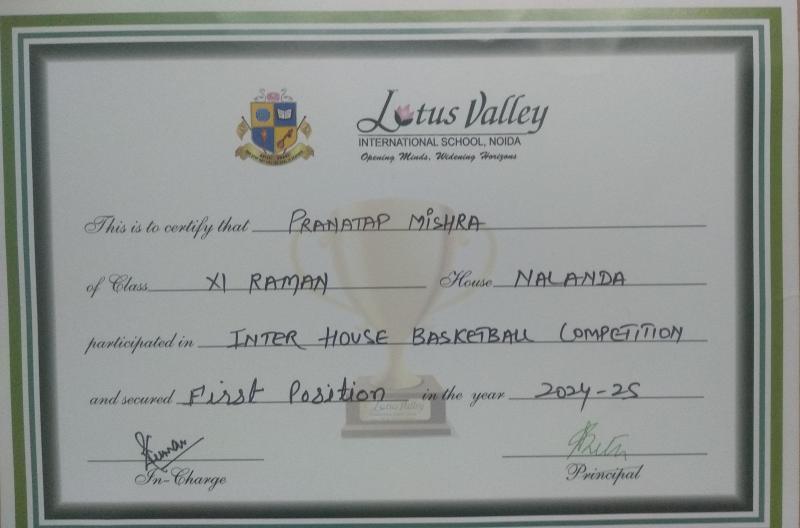 Lotus Valley
INTERNATIONAL SCHOOL, NOIDA
Opening Minds, Widening Horizons
This is to certify that PRANATAP MISHRA
of Class XI RAMAN House NALANDA
participated in INTER HOUSE BASKETBALL COMPETITION
and secured First Position in the year 2024-25
Lotus Valley
In-Charge
Principal